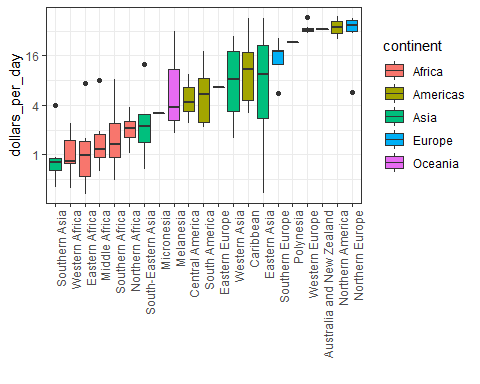 dollars_per_day
16
4
1
Southern Asia
Western Africa
Eastern Africa
Middle Africa
Southern Africa
Northern Africa
South-Eastern Asia
Micronesia
Melanesia
Central America
South America
Eastern Europe
Western Asia
Caribbean
Eastern Asia
Southern Europe
Polynesia
Western Europe
Australia and New Zealand
Northern America
Northern Europe
continent
Africa
Americas
Asia
Europe
Oceania